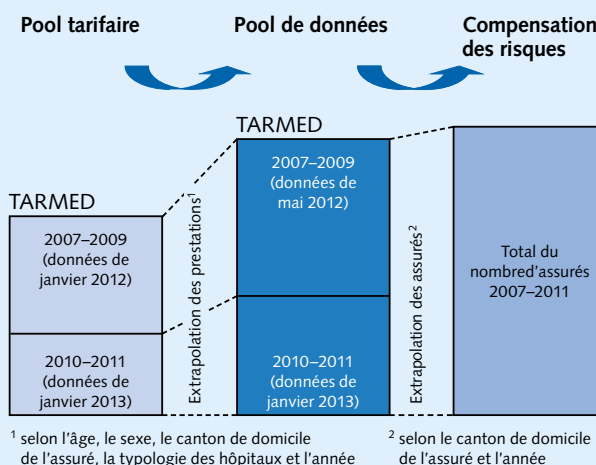 Pool tarifaire
Pool de données
Compensation
des risques
TARMED
2007–2009
(données de
janvier 2012)
2010–2011
(données de
janvier 2013)
Extrapolation des prestations¹
TARMED
2007–2009
(données de
mai 2012)
2010–2011
(données de
janvier 2013)
Extrapolation des assurés²
Total du
nombred'assurés
2007–2011
¹ selon l'âge, le sexe, le canton de domicile
de l'assuré, la typologie des hôpitaux et l'année
² selon le canton de domicile
de l'assuré et l'année